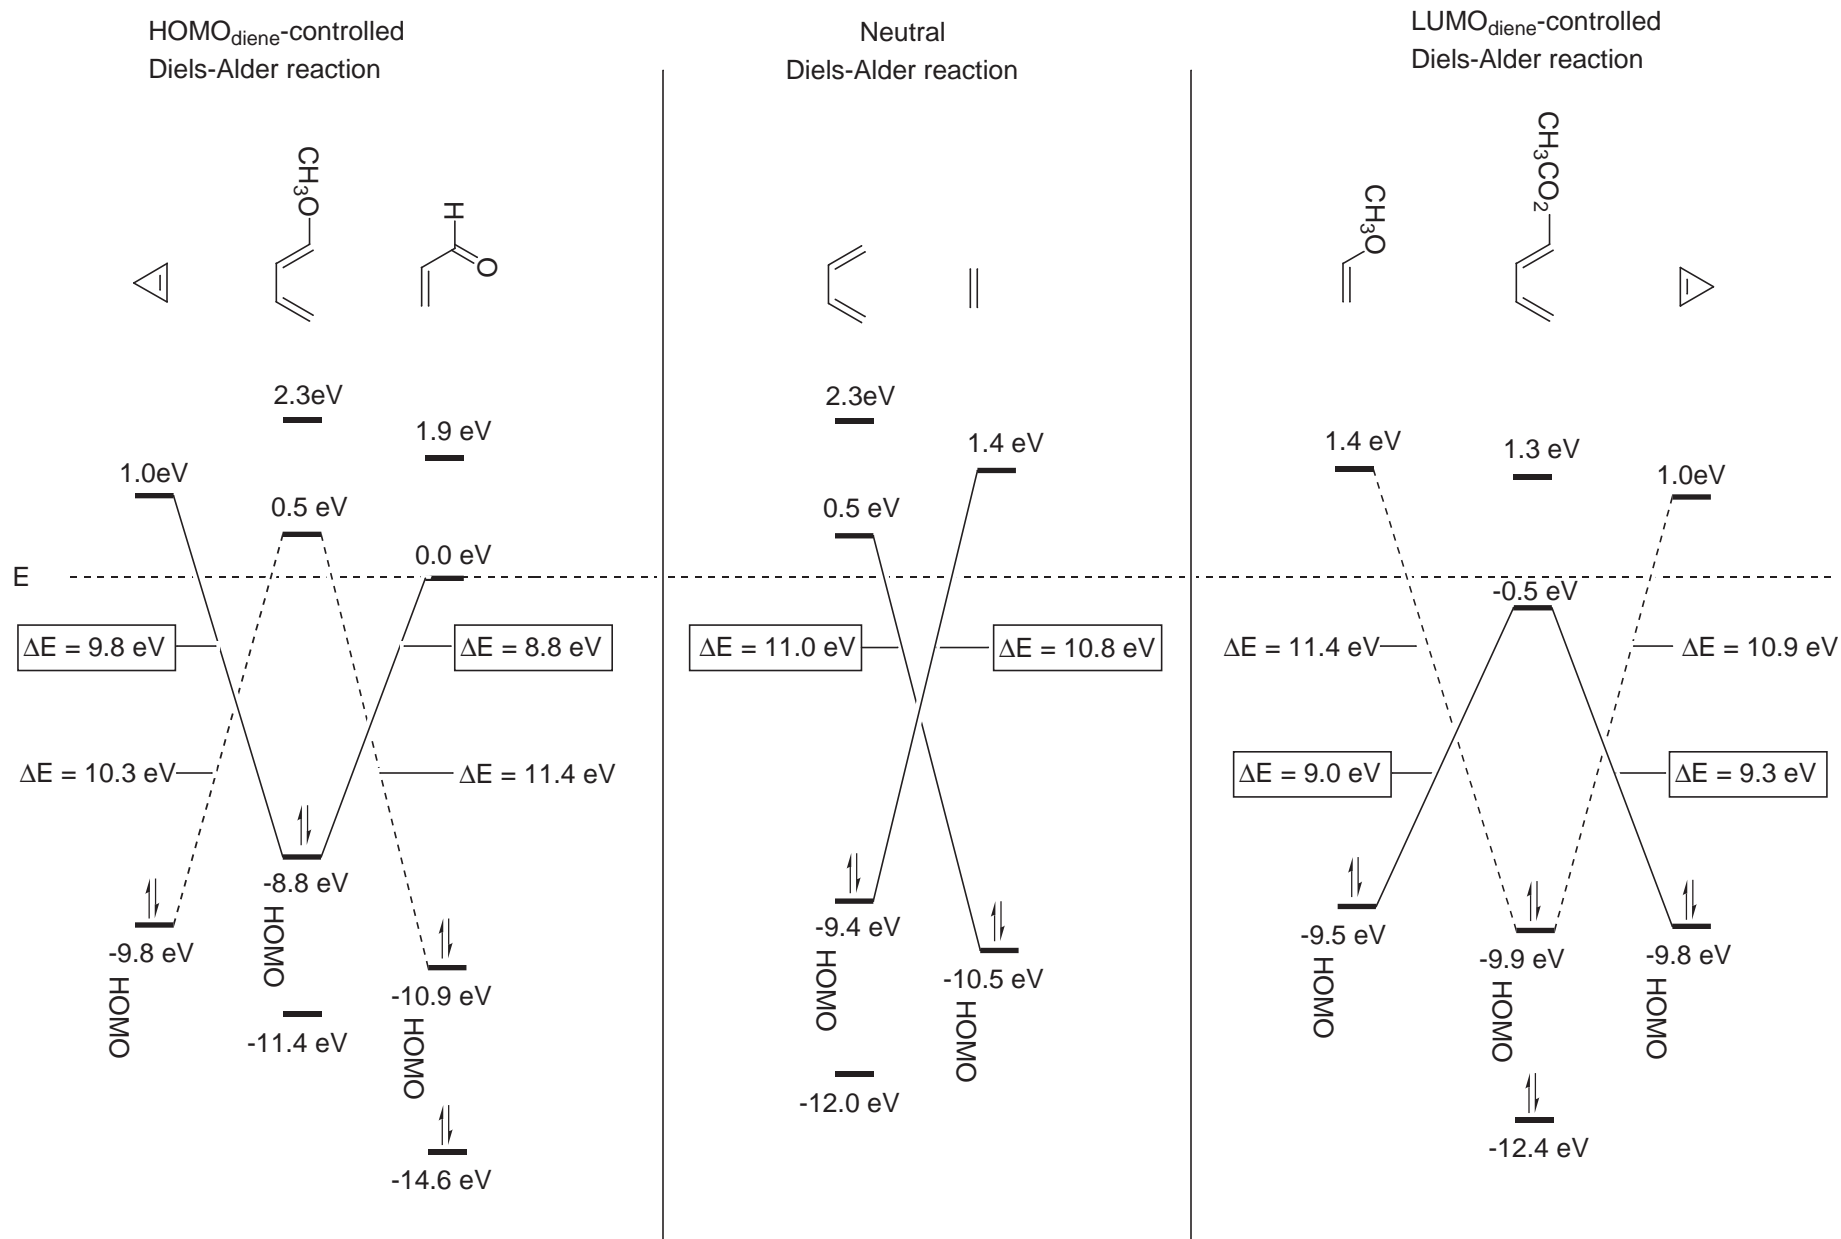 HOMOdiene-controlled
Diels-Alder reaction
CH3O
H
O
2.3eV
1.9 eV
1.0eV
0.5 eV
0.0 eV
E
ΔE = 9.8 eV
ΔE = 8.8 eV
ΔE = 10.3 eV
ΔE = 11.4 eV
-8.8 eV
HOMO
-9.8 eV
HOMO
-10.9 eV
HOMO
-11.4 eV
-14.6 eV
Neutral
Diels-Alder reaction
2.3eV
1.4 eV
0.5 eV
ΔE = 11.0 eV
ΔE = 10.8 eV
-9.4 eV
HOMO
-10.5 eV
HOMO
-12.0 eV
LUMOdiene-controlled
Diels-Alder reaction
CH3O
CH3CO2
1.4 eV
1.3 eV
1.0eV
-0.5 eV
ΔE = 11.4 eV
ΔE = 10.9 eV
ΔE = 9.0 eV
ΔE = 9.3 eV
-9.5 eV
HOMO
-9.9 eV
HOMO
-9.8 eV
HOMO
-12.4 eV